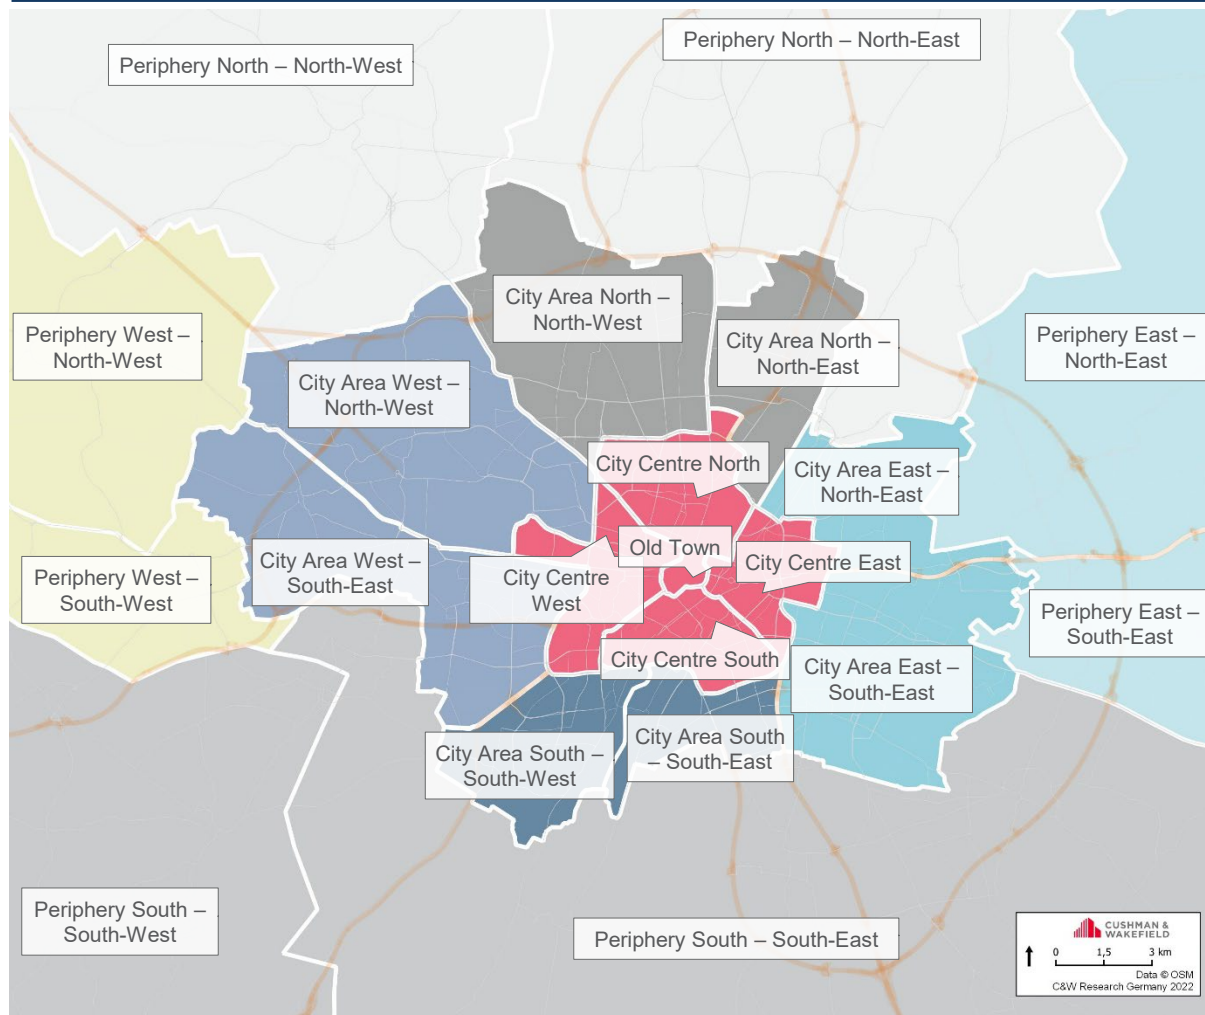 Periphery North – North-East
Periphery North – North-West
City Area North –
North-West
Periphery West –
North-West
City Area North –
North-East
Periphery East –
North-East
City Area West –
North-West
City Centre North
City Area East –
North-East
Old Town
City Centre East
City Area West –
South-East
City Centre
West
Periphery West –
South-West
Periphery East –
South-East
City Centre South
City Area East –
South-East
City Area South –
South-West
City Area South
– South-East
Periphery South –
South-West
Periphery South – South-East
CUSHMAN &
WAKEFIELD
0 1,5 3 km
Data © OSM
C&W Research Germany 2022